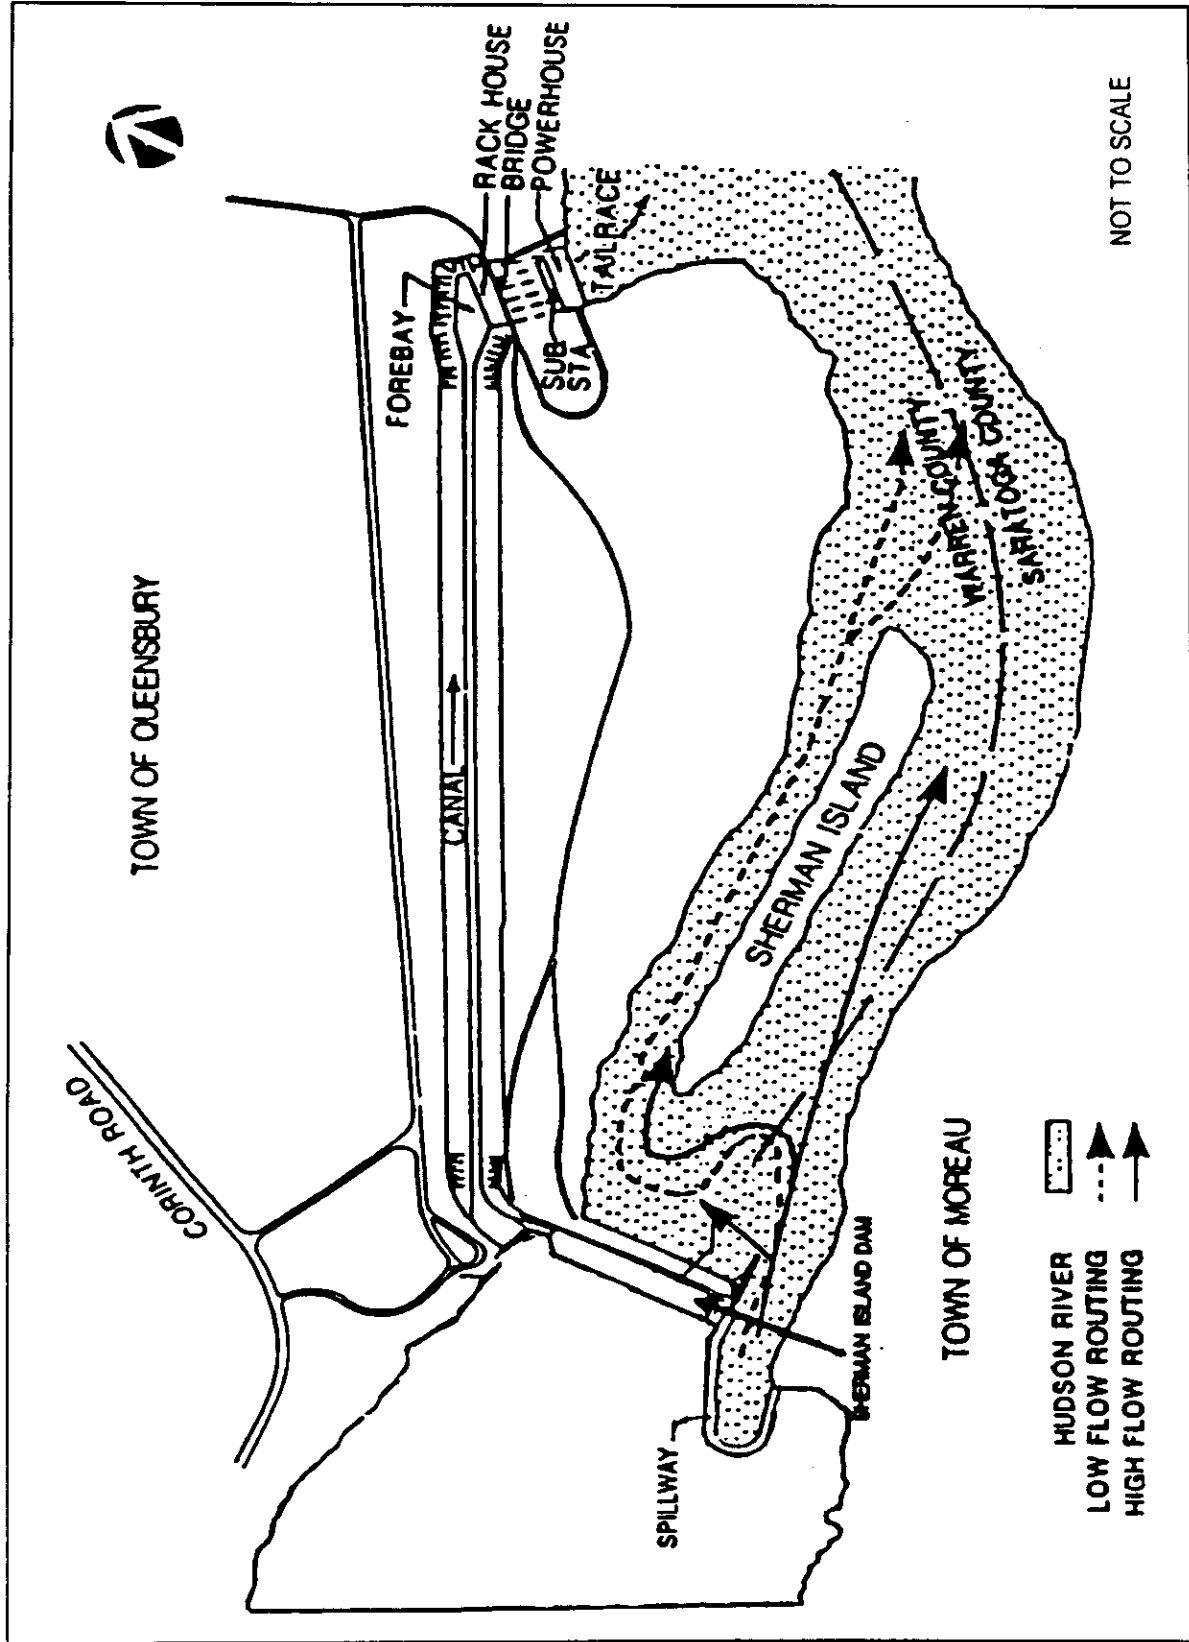 TOWN OF QUEENSBURY
CORINTH ROAD
FOREBAY
RACK HOUSE
BRIDGE
POWERHOUSE
CANAL
SUB
STA
TAILRACE
SHERMAN ISLAND
WARREN COUNTY
SARATOGA COUNTY
SPILLWAY
SHERMAN ISLAND DAM
TOWN OF MOREAU
HUDSON RIVER
LOW FLOW ROUTING
HIGH FLOW ROUTING
NOT TO SCALE